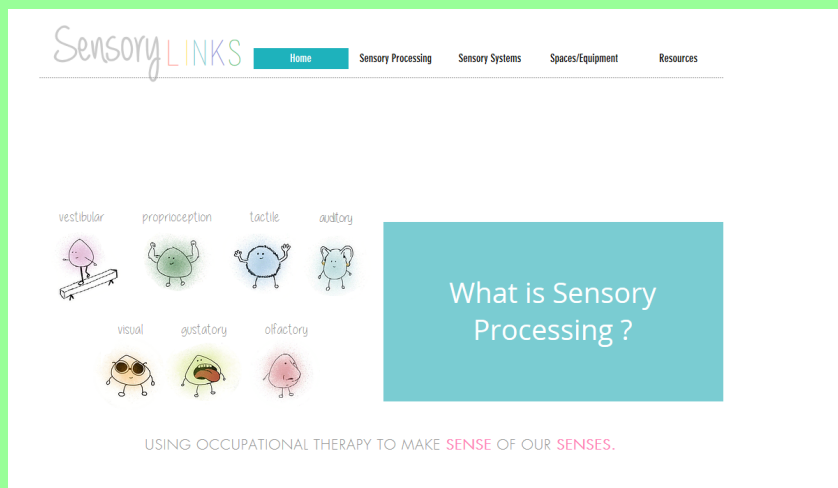 Sensory LINKS
Home Sensory Processing Sensory Systems Spaces/Equipment Resources
vestibular proprioception tactile auditory
visual gustatory olfactory
What is Sensory
Processing ?
USING OCCUPATIONAL THERAPY TO MAKE SENSE OF OUR SENSES.